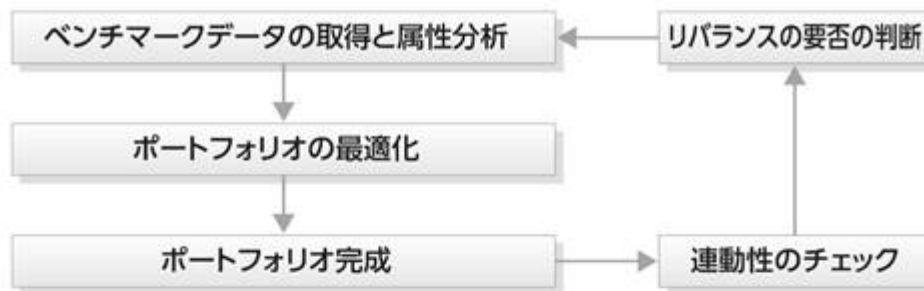 ベンチマークデータの取得と属性分析
リバランスの要否の判断
ポートフォリオの最適化
ポートフォリオ完成
連動性のチェック